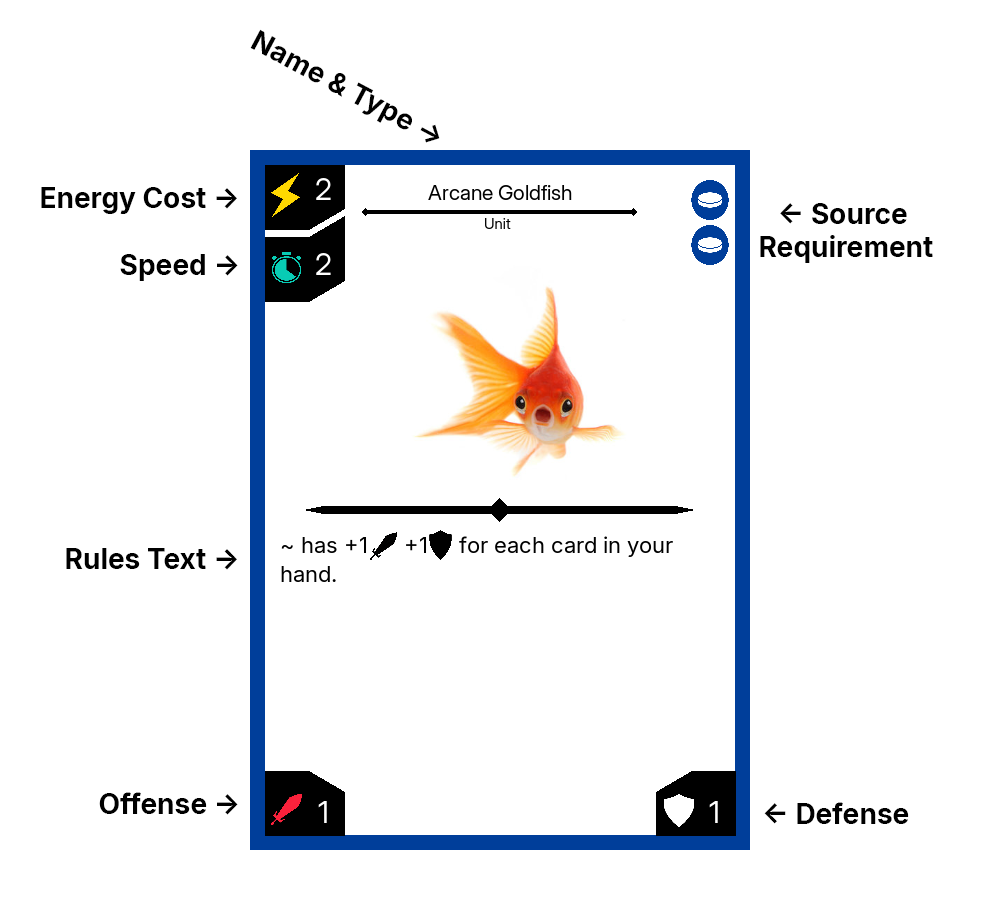 Name & Type →
Energy Cost →
2
Arcane Goldfish
Unit
← Source
Requirement
Speed →
2
Rules Text →
~ has +1 +1 for each card in your
hand.
Offense →
1
1
← Defense